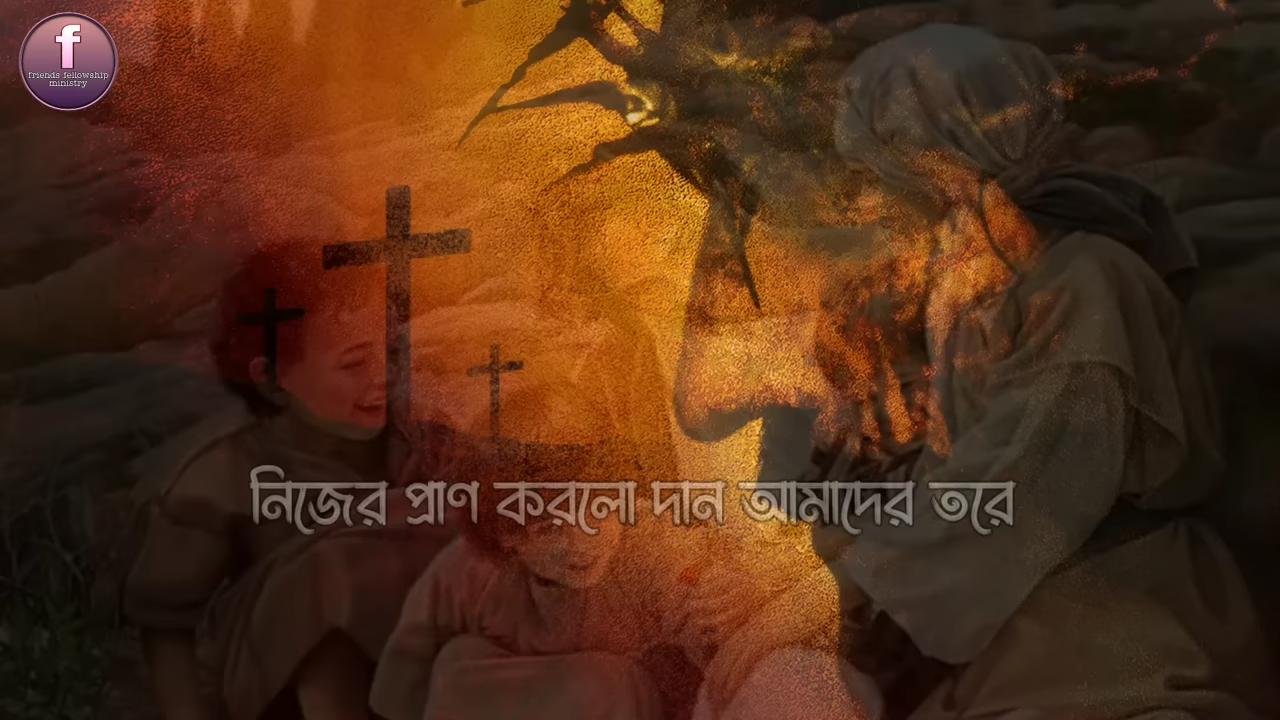 f
friends fellowship
ministry
নিজের প্রাণ করলো দান আমাদের তরে